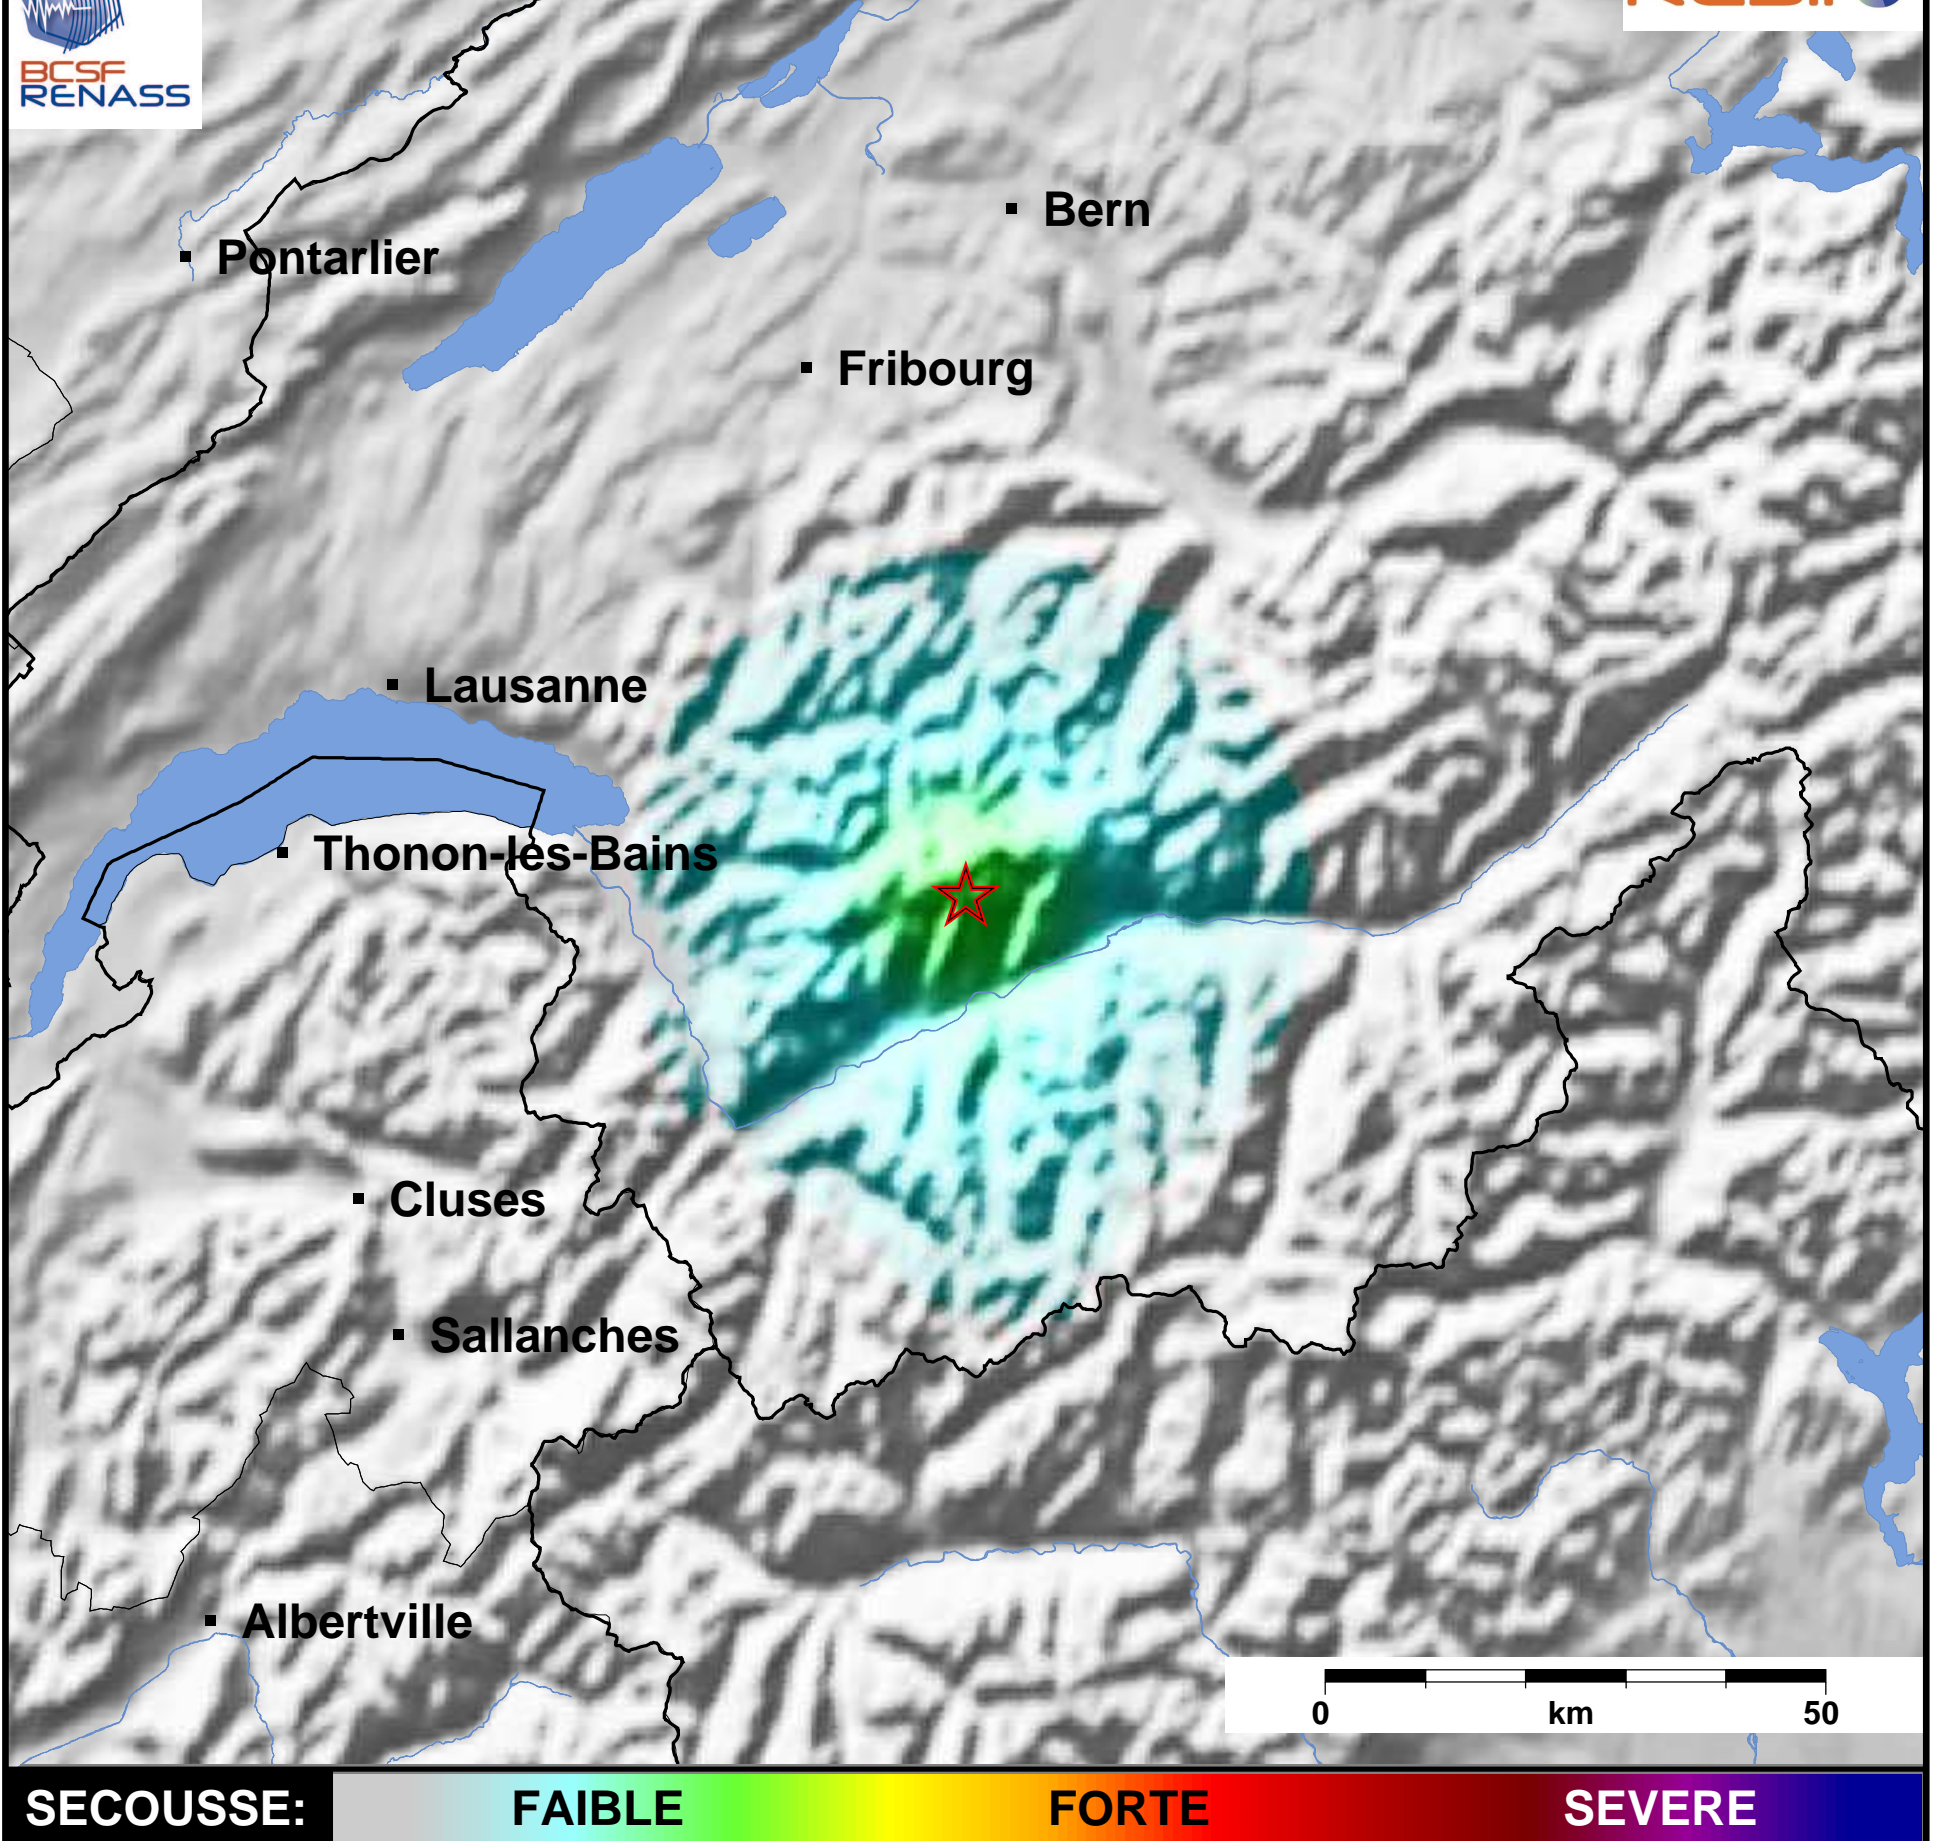 BCSF
RENASS
Bern
Pontarlier
Fribourg
Lausanne
Thonon-les-Bains
Cluses
Sallanches
Albertville
0 km 50
SECOUSSE: FAIBLE FORTE SEVERE